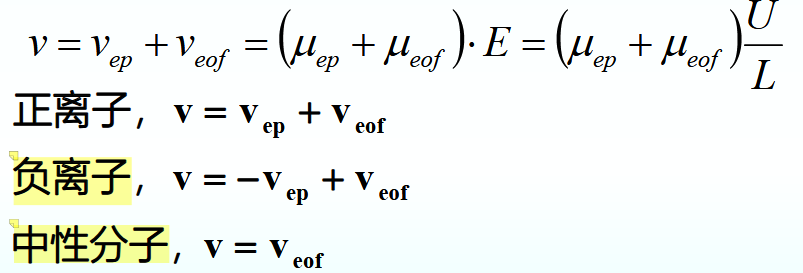 v = v_ep + v_eof = (μ_ep + μ_eof)·E = (μ_ep + μ_eof) U/L
正离子，v = v_ep + v_eof
负离子，v = −v_ep + v_eof
中性分子，v = v_eof